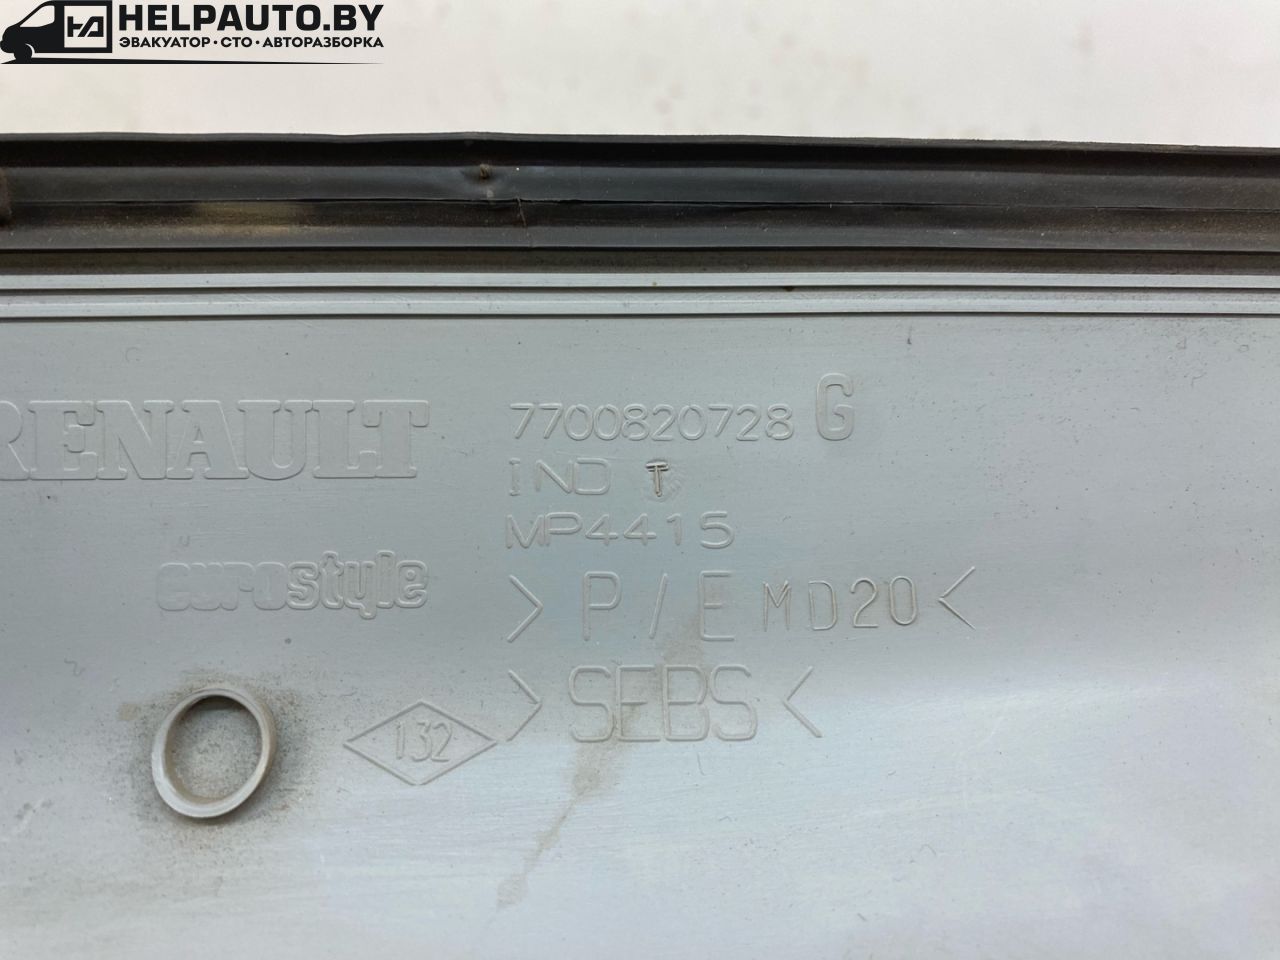 HELPAUTO.BY
ЭВАКУАТОР·СТО·АВТОРАЗБОРКА
RENAULT
7700820728 G
IND T
MP4415
eurostyle
>P/E MD20<
>SEBS<
132